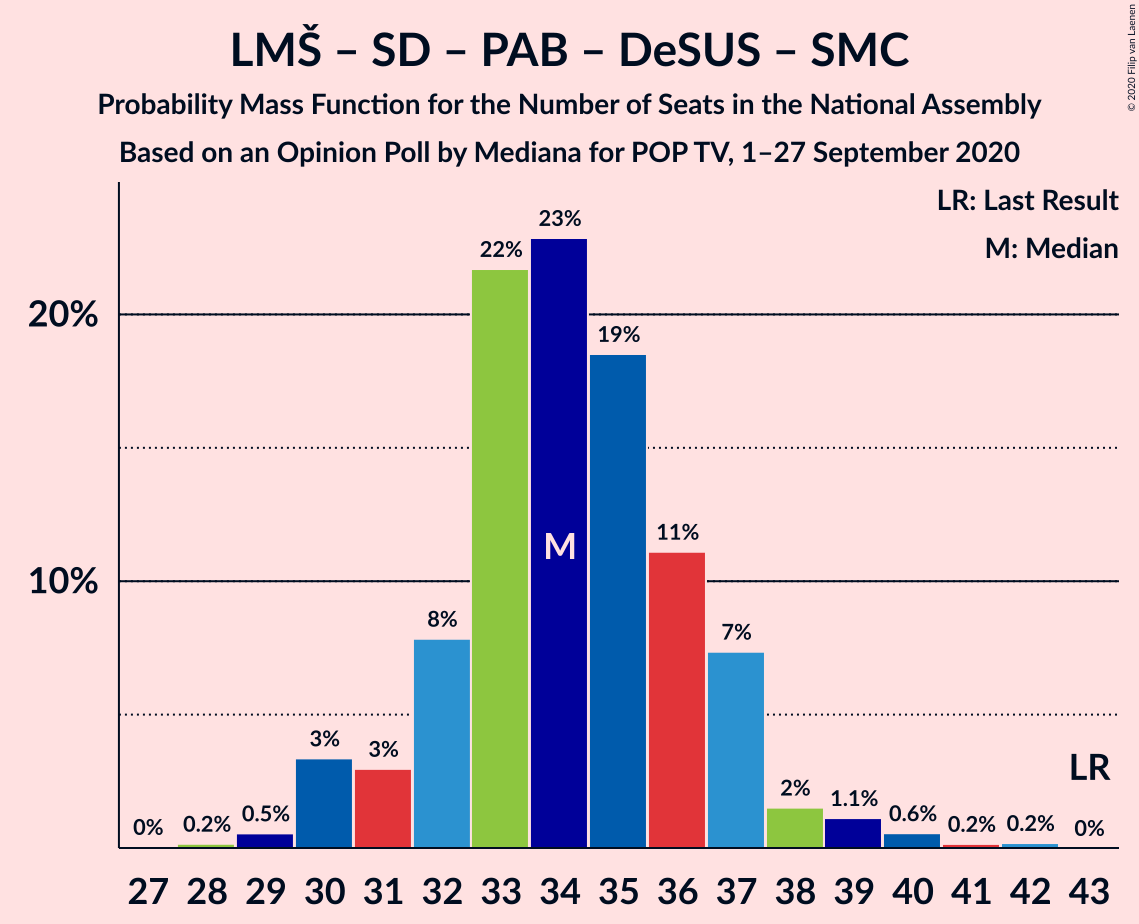 LMŠ – SD – PAB – DeSUS – SMC
Probability Mass Function for the Number of Seats in the National Assembly
Based on an Opinion Poll by Mediana for POP TV, 1–27 September 2020
© 2020 Filip van Laenen
LR: Last Result
M: Median
20%
10%
0%
0.2%
0.5%
3%
3%
8%
22%
23%
19%
11%
7%
2%
1.1%
0.6%
0.2%
0.2%
0%
M
LR
27 28 29 30 31 32 33 34 35 36 37 38 39 40 41 42 43